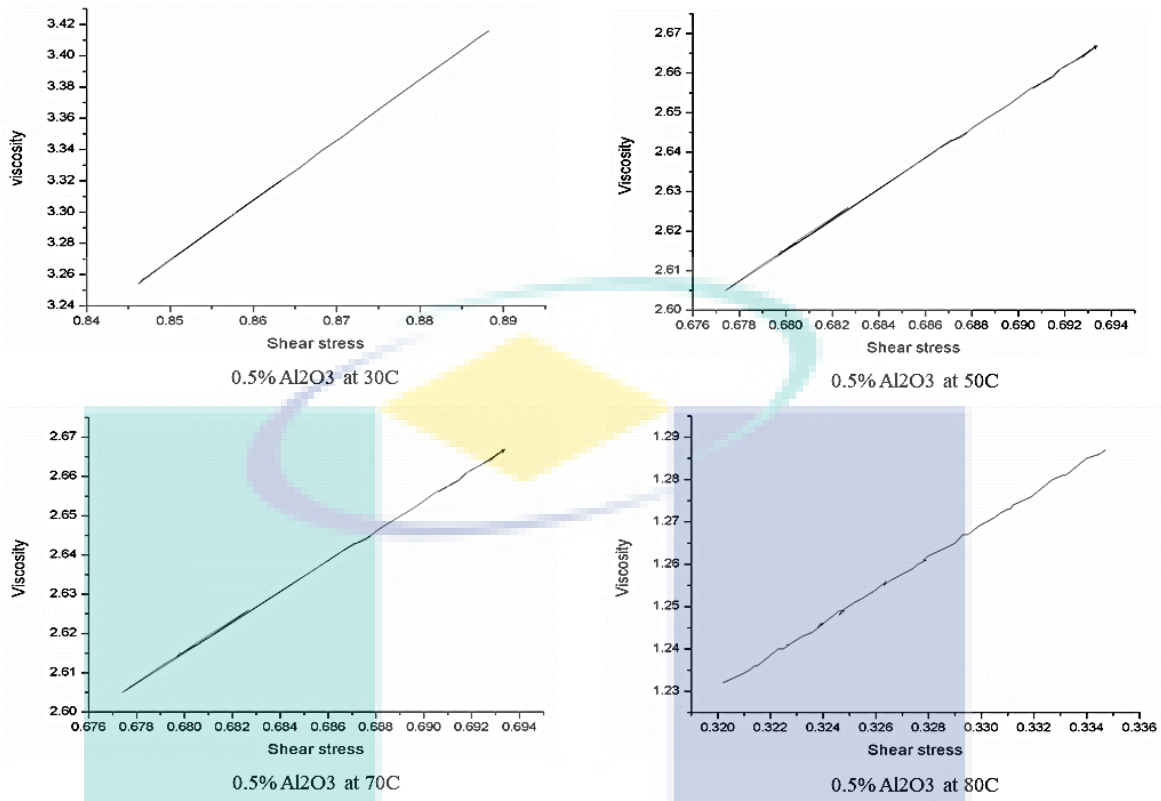 3.42
3.40
3.38
3.36
3.34
3.32
3.30
3.28
3.26
3.24
viscosity
0.84 0.85 0.86 0.87 0.88 0.89
Shear stress
0.5% Al2O3 at 30C
2.67
2.66
2.65
2.64
2.63
2.62
2.61
2.60
Viscosity
0.676 0.678 0.680 0.682 0.684 0.686 0.688 0.690 0.692 0.694
Shear stress
0.5% Al2O3 at 50C
2.67
2.66
2.65
2.64
2.63
2.62
2.61
2.60
Viscosity
0.676 0.678 0.680 0.682 0.684 0.686 0.688 0.690 0.692 0.694
Shear stress
0.5% Al2O3 at 70C
1.29
1.28
1.27
1.26
1.25
1.24
1.23
Viscosity
0.320 0.322 0.324 0.326 0.328 0.330 0.332 0.334 0.336
Shear stress
0.5% Al2O3 at 80C